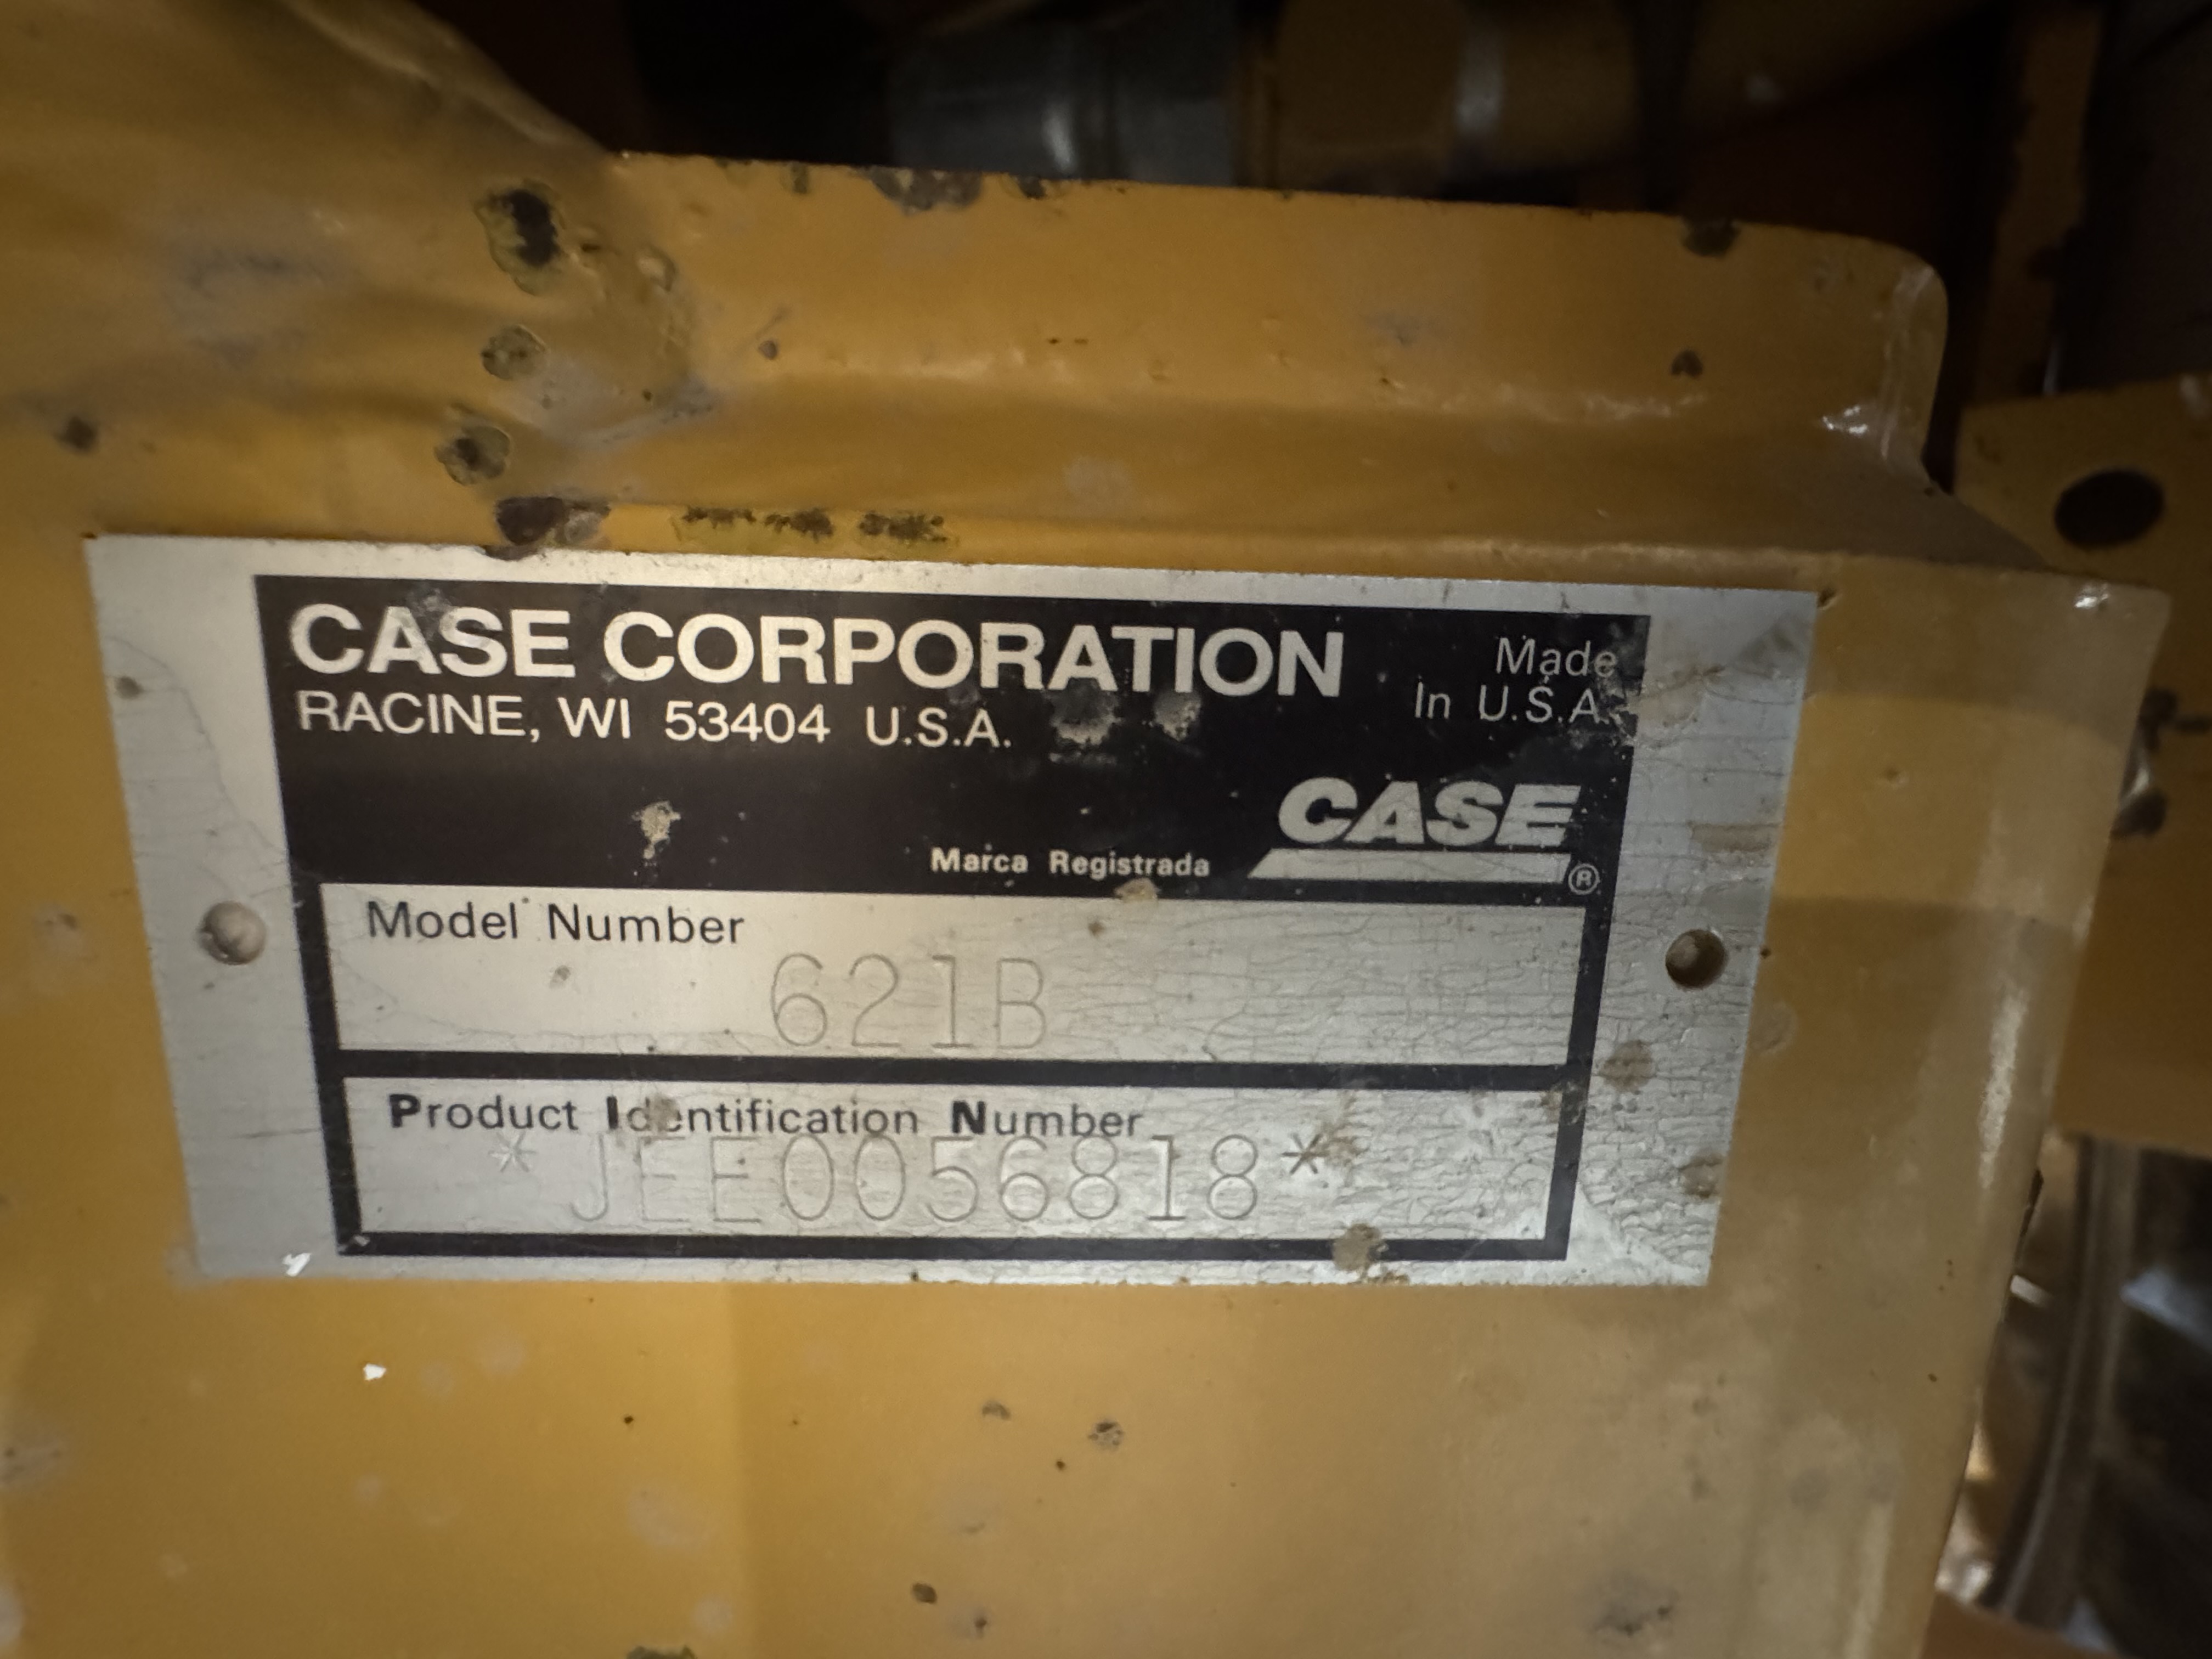 CASE CORPORATION
RACINE, WI 53404 U.S.A.
Made
In U.S.A.
CASE
Marca Registrada ®
Model Number
621B
Product Identification Number
*JEE0056818*